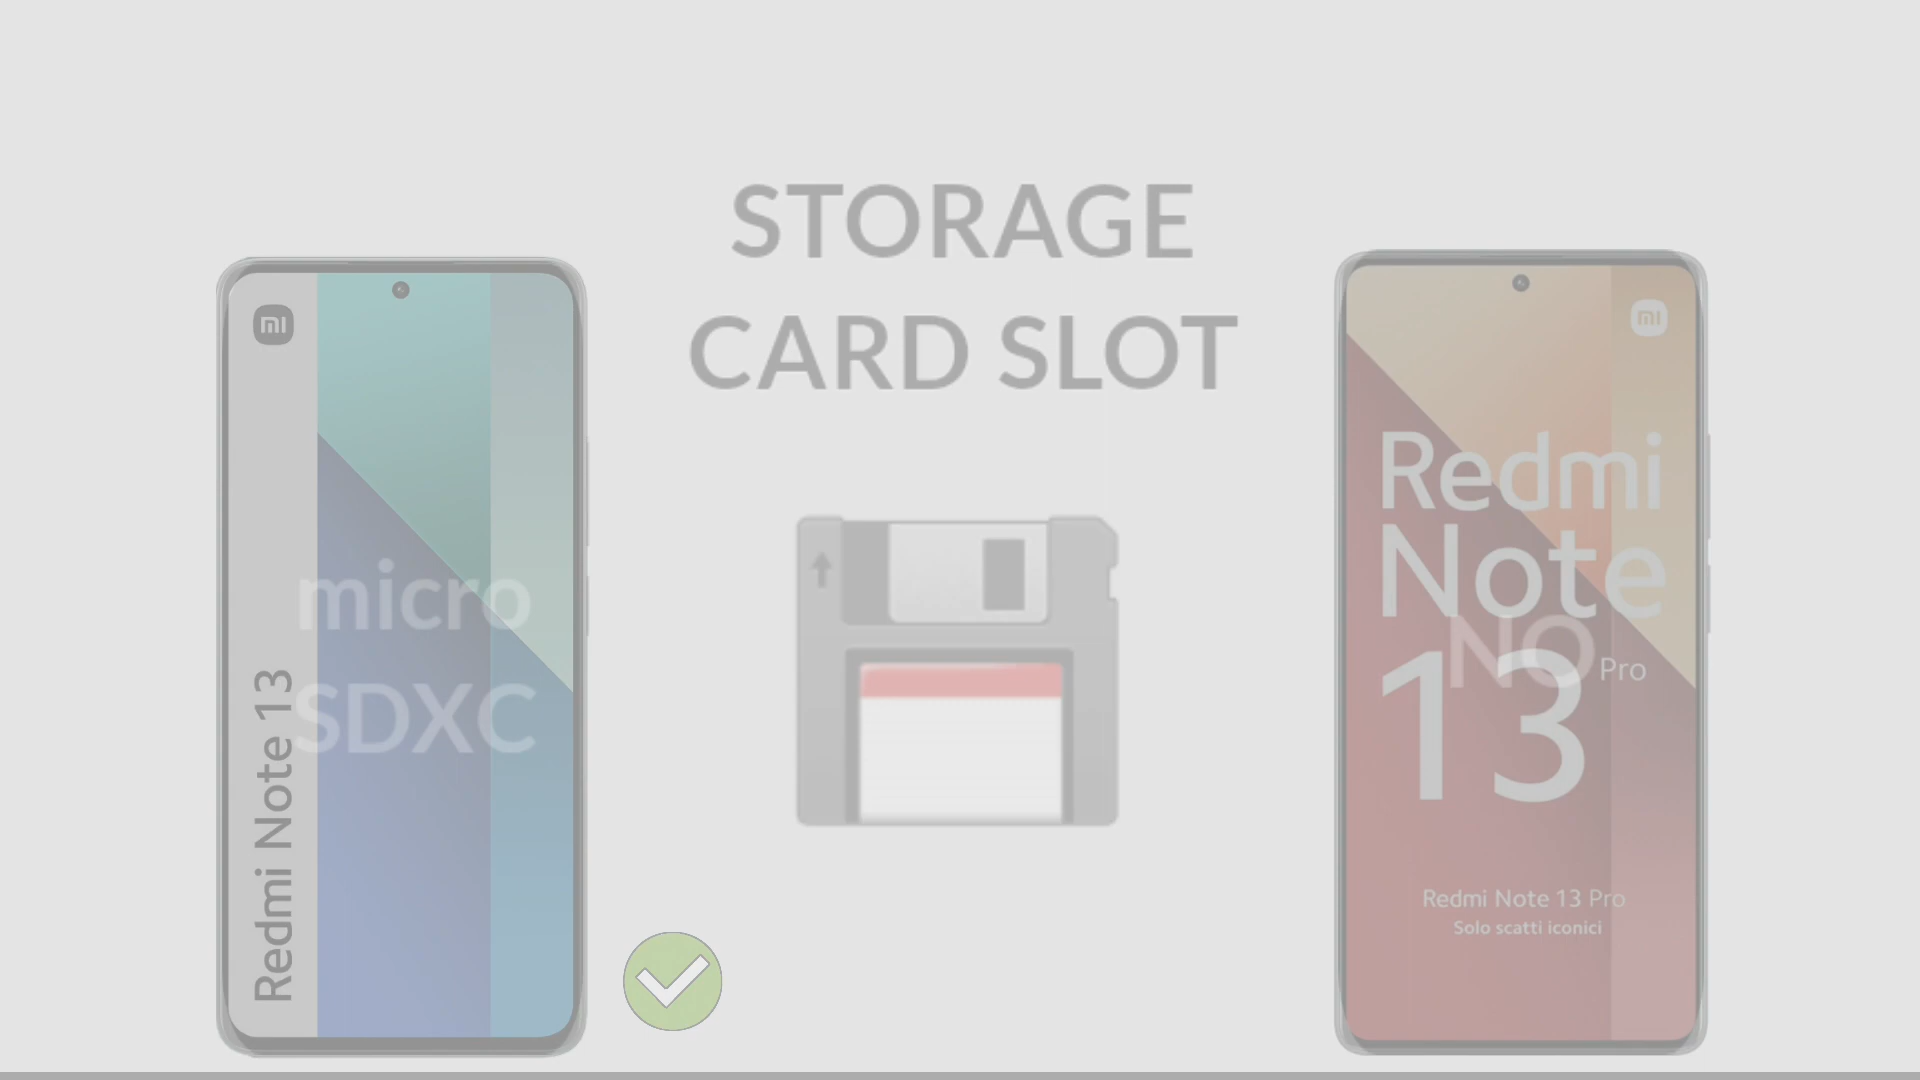 STORAGE
CARD SLOT
mi
Redmi Note 13
micro
SDXC
mi
Redmi
Note
NO
13 Pro
Redmi Note 13 Pro
Solo scatti iconici